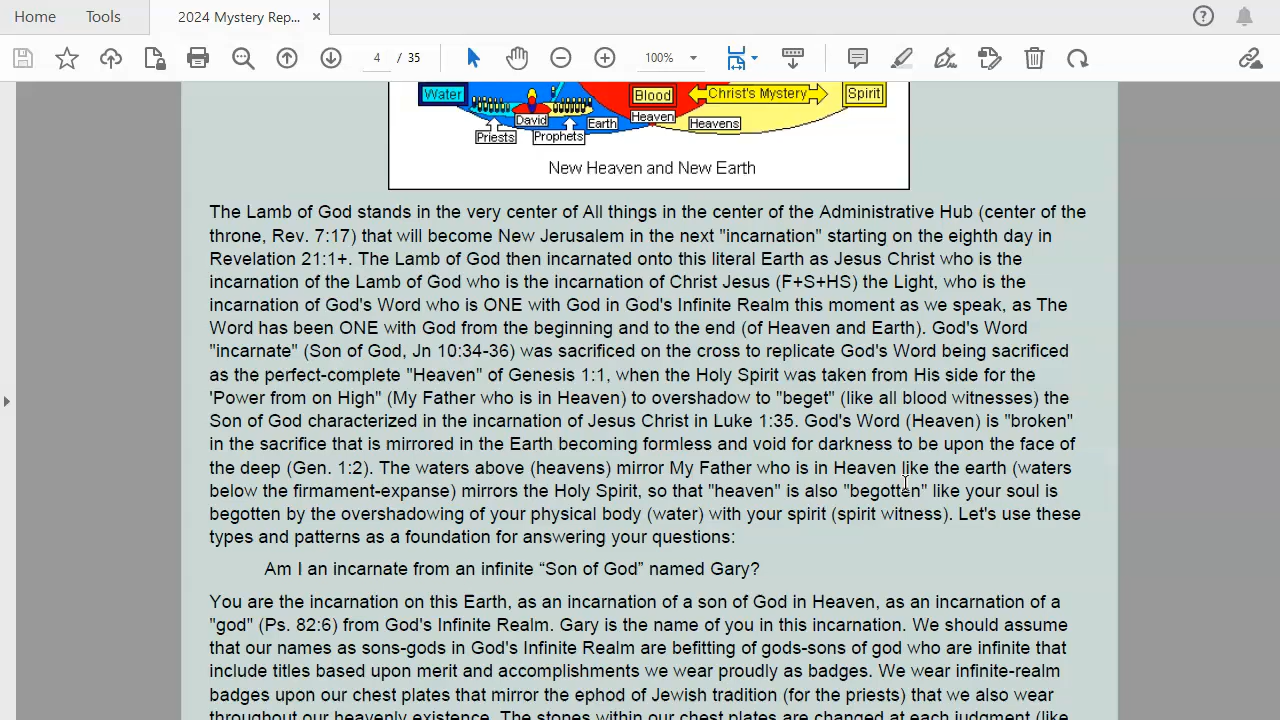 Home Tools 2024 Mystery Rep... ×
4 / 35 100%
Water Blood Christ's Mystery Spirit
David Earth Heaven Heavens
Priests Prophets
New Heaven and New Earth
The Lamb of God stands in the very center of All things in the center of the Administrative Hub (center of the
throne, Rev. 7:17) that will become New Jerusalem in the next "incarnation" starting on the eighth day in
Revelation 21:1+. The Lamb of God then incarnated onto this literal Earth as Jesus Christ who is the
incarnation of the Lamb of God who is the incarnation of Christ Jesus (F+S+HS) the Light, who is the
incarnation of God's Word who is ONE with God in God's Infinite Realm this moment as we speak, as The
Word has been ONE with God from the beginning and to the end (of Heaven and Earth). God's Word
"incarnate" (Son of God, Jn 10:34-36) was sacrificed on the cross to replicate God's Word being sacrificed
as the perfect-complete "Heaven" of Genesis 1:1, when the Holy Spirit was taken from His side for the
'Power from on High" (My Father who is in Heaven) to overshadow to "beget" (like all blood witnesses) the
Son of God characterized in the incarnation of Jesus Christ in Luke 1:35. God's Word (Heaven) is "broken"
in the sacrifice that is mirrored in the Earth becoming formless and void for darkness to be upon the face of
the deep (Gen. 1:2). The waters above (heavens) mirror My Father who is in Heaven like the earth (waters
below the firmament-expanse) mirrors the Holy Spirit, so that "heaven" is also "begotten" like your soul is
begotten by the overshadowing of your physical body (water) with your spirit (spirit witness). Let's use these
types and patterns as a foundation for answering your questions:
Am I an incarnate from an infinite “Son of God” named Gary?
You are the incarnation on this Earth, as an incarnation of a son of God in Heaven, as an incarnation of a
"god" (Ps. 82:6) from God's Infinite Realm. Gary is the name of you in this incarnation. We should assume
that our names as sons-gods in God's Infinite Realm are befitting of gods-sons of god who are infinite that
include titles based upon merit and accomplishments we wear proudly as badges. We wear infinite-realm
badges upon our chest plates that mirror the ephod of Jewish tradition (for the priests) that we also wear
throughout our heavenly existence. The stones within our chest plates are changed at each judgment (like